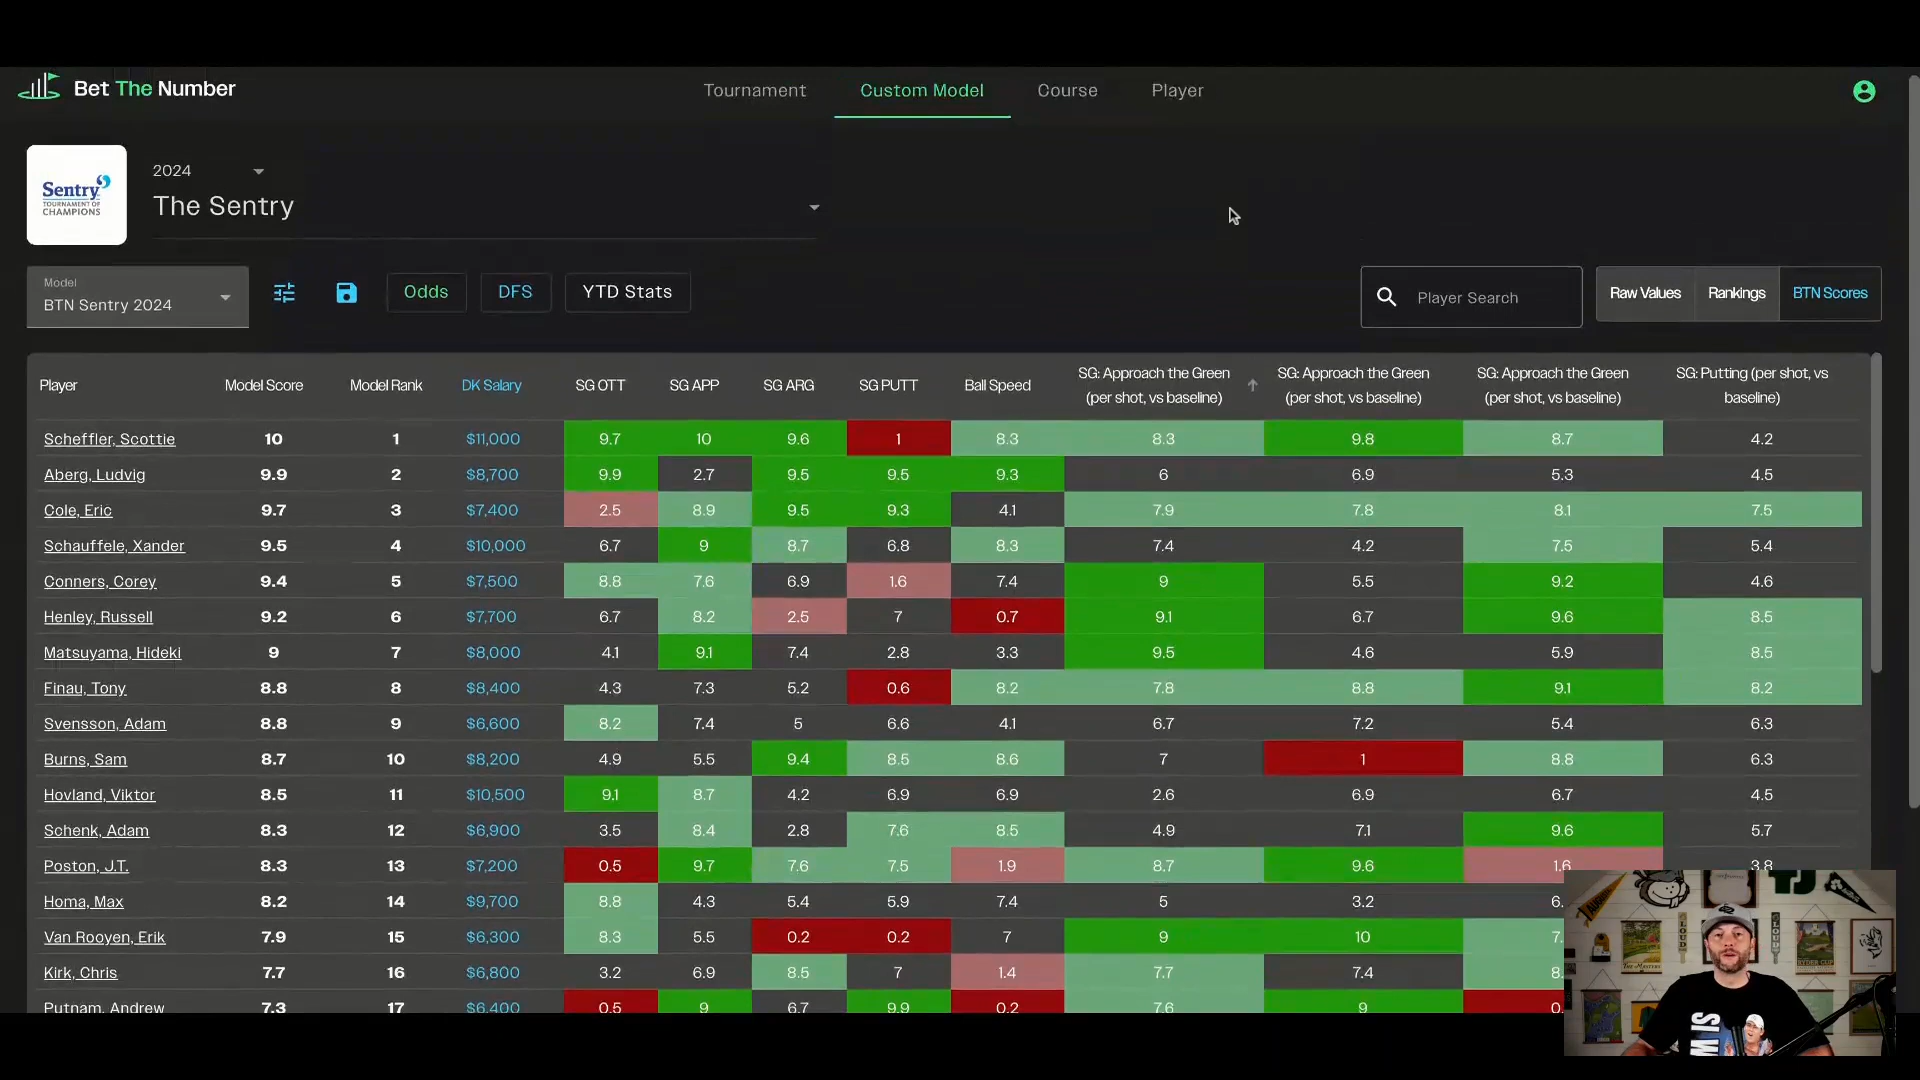 Bet The Number
Tournament
Custom Model
Course
Player
Sentry
TOURNAMENT OF
CHAMPIONS
2024
The Sentry
Model
BTN Sentry 2024
Odds
DFS
YTD Stats
Player Search
Raw Values
Rankings
BTN Scores
Player Model Score Model Rank DK Salary SG OTT SG APP SG ARG SG PUTT Ball Speed SG: Approach the Green (per shot, vs baseline) SG: Approach the Green (per shot, vs baseline) SG: Approach the Green (per shot, vs baseline) SG: Putting (per shot, vs baseline)
Scheffler, Scottie 10 1 $11,000 9.7 10 9.6 1 8.3 8.3 9.8 8.7 4.2
Aberg, Ludvig 9.9 2 $8,700 9.9 2.7 9.5 9.5 9.3 6 6.9 5.3 4.5
Cole, Eric 9.7 3 $7,400 2.5 8.9 9.5 9.3 4.1 7.9 7.8 8.1 7.5
Schauffele, Xander 9.5 4 $10,000 6.7 9 8.7 6.8 8.3 7.4 4.2 7.5 5.4
Conners, Corey 9.4 5 $7,500 8.8 7.6 6.9 1.6 7.4 9 5.5 9.2 4.6
Henley, Russell 9.2 6 $7,700 6.7 8.2 2.5 7 0.7 9.1 6.7 9.6 8.5
Matsuyama, Hideki 9 7 $8,000 4.1 9.1 7.4 2.8 3.3 9.5 4.6 5.9 8.5
Finau, Tony 8.8 8 $8,400 4.3 7.3 5.2 0.6 8.2 7.8 8.8 9.1 8.2
Svensson, Adam 8.8 9 $6,600 8.2 7.4 5 6.6 4.1 6.7 7.2 5.4 6.3
Burns, Sam 8.7 10 $8,200 4.9 5.5 9.4 8.5 8.6 7 1 8.8 6.3
Hovland, Viktor 8.5 11 $10,500 9.1 8.7 4.2 6.9 6.9 2.6 6.9 6.7 4.5
Schenk, Adam 8.3 12 $6,900 3.5 8.4 2.8 7.6 8.5 4.9 7.1 9.6 5.7
Poston, J.T. 8.3 13 $7,200 0.5 9.7 7.6 7.5 1.9 8.7 9.6 1.6 3.8
Homa, Max 8.2 14 $9,700 8.8 4.3 5.4 5.9 7.4 5 3.2 6.
Van Rooyen, Erik 7.9 15 $6,300 8.3 5.5 0.2 0.2 7 9 10 7.
Kirk, Chris 7.7 16 $6,800 3.2 6.9 8.5 7 1.4 7.7 7.4 8.
Putnam, Andrew 7.3 17 $6,400 0.5 9 6.7 9.9 0.2 7.6 9 0.